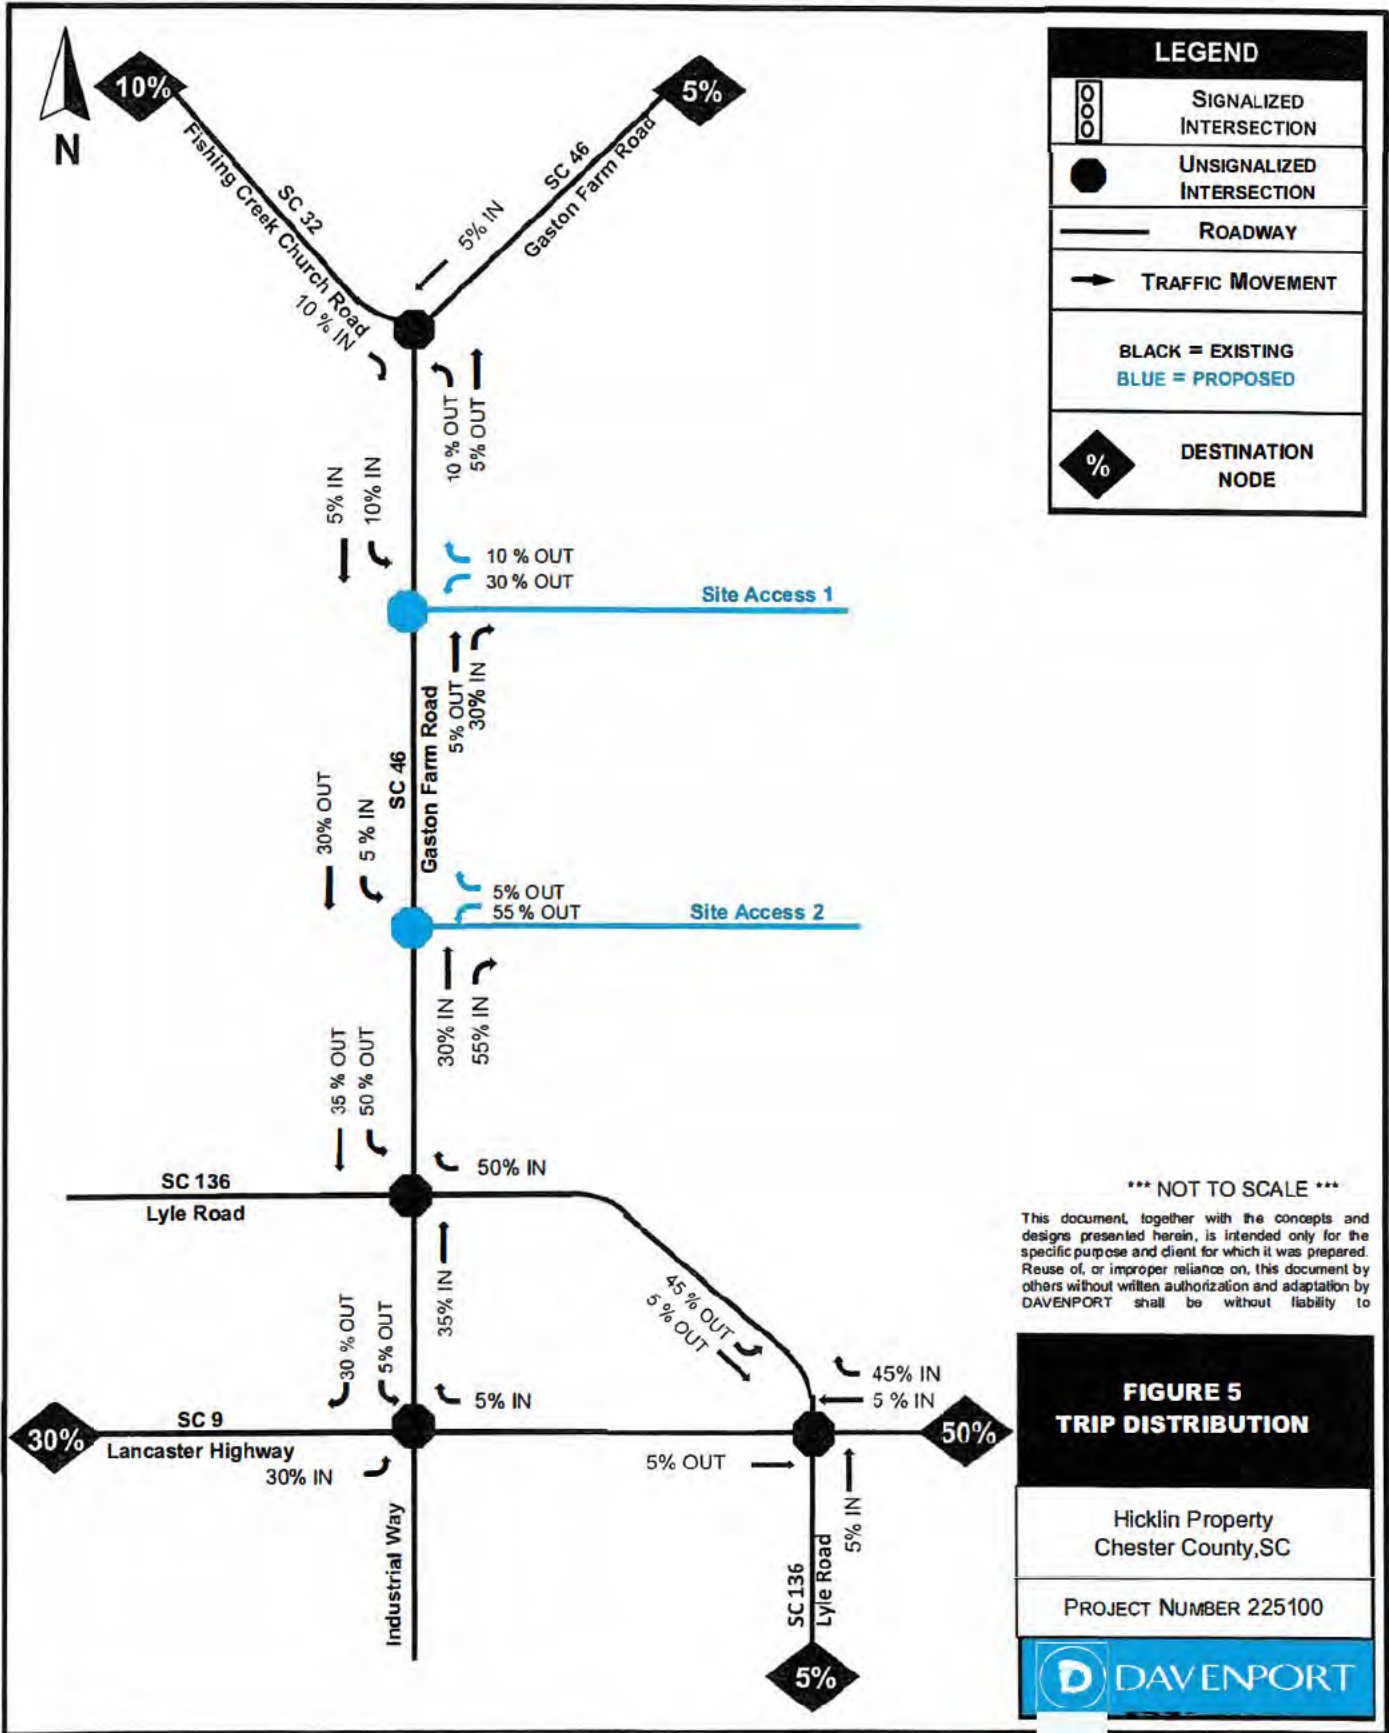 N
10%
5%
Fishing Creek Church Road
SC 32
SC 46
Gaston Farm Road
5% IN
10 % IN
10 % OUT
5% OUT
5% IN
10% IN
10 % OUT
30 % OUT
Site Access 1
5% OUT
30% IN
SC 46
Gaston Farm Road
30% OUT
5 % IN
5% OUT
55 % OUT
Site Access 2
30% IN
55% IN
35 % OUT
50 % OUT
50% IN
SC 136
Lyle Road
35% IN
45 % OUT
5 % OUT
30 % OUT
5% OUT
5% IN
45% IN
5 % IN
30%
SC 9
Lancaster Highway
30% IN
50%
5% OUT
5% IN
Industrial Way
SC 136
Lyle Road
5%
LEGEND
SIGNALIZED
INTERSECTION
UNSIGNALIZED
INTERSECTION
ROADWAY
TRAFFIC MOVEMENT
BLACK = EXISTING
BLUE = PROPOSED
%
DESTINATION
NODE
*** NOT TO SCALE ***
This document, together with the concepts and
designs presented herein, is intended only for the
specific purpose and client for which it was prepared.
Reuse of, or improper reliance on, this document by
others without written authorization and adaptation by
DAVENPORT shall be without liability to
FIGURE 5
TRIP DISTRIBUTION
Hicklin Property
Chester County,SC
PROJECT NUMBER 225100
D DAVENPORT